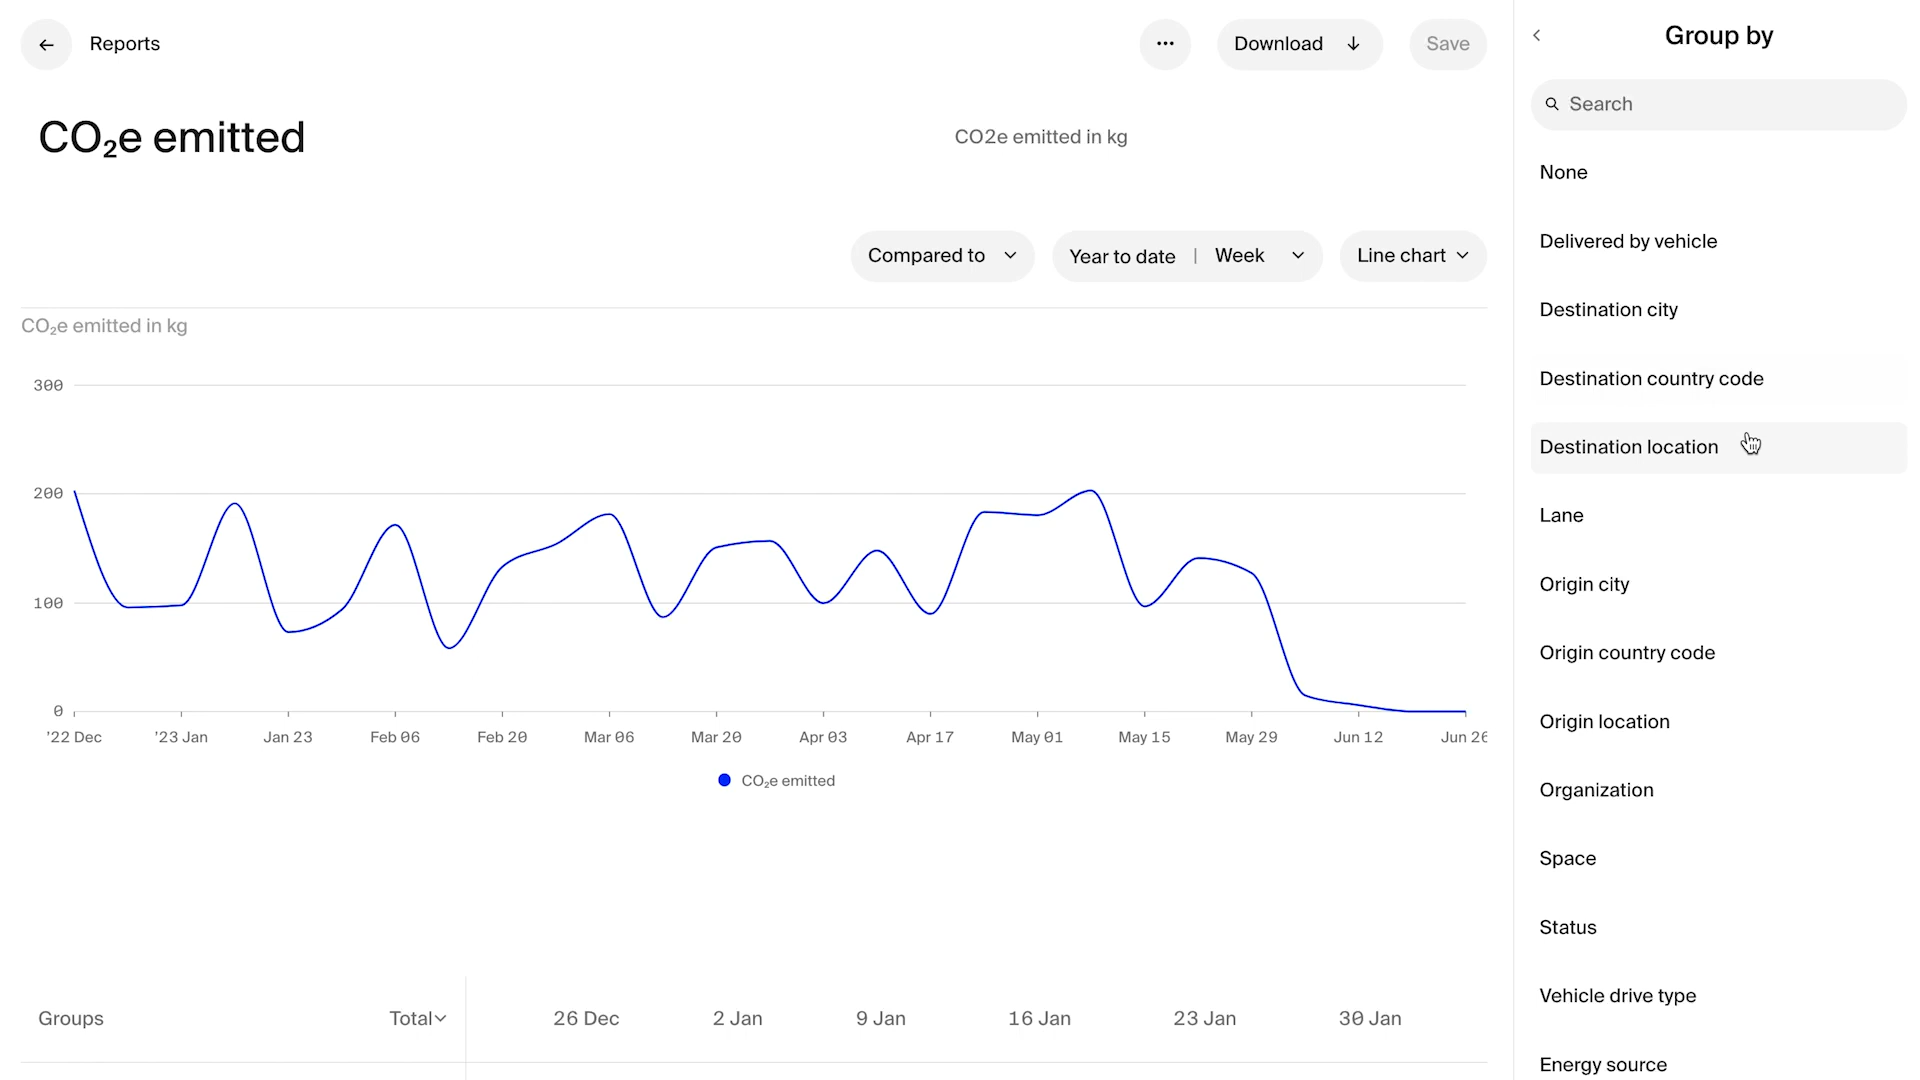 Reports
Download
Save
CO₂e emitted
CO2e emitted in kg
Compared to
Year to date | Week
Line chart
CO₂e emitted in kg
300
200
100
0
'22 Dec
'23 Jan
Jan 23
Feb 06
Feb 20
Mar 06
Mar 20
Apr 03
Apr 17
May 01
May 15
May 29
Jun 12
Jun 26
CO₂e emitted
Groups
Total
26 Dec
2 Jan
9 Jan
16 Jan
23 Jan
30 Jan
Group by
Search
None
Delivered by vehicle
Destination city
Destination country code
Destination location
Lane
Origin city
Origin country code
Origin location
Organization
Space
Status
Vehicle drive type
Energy source